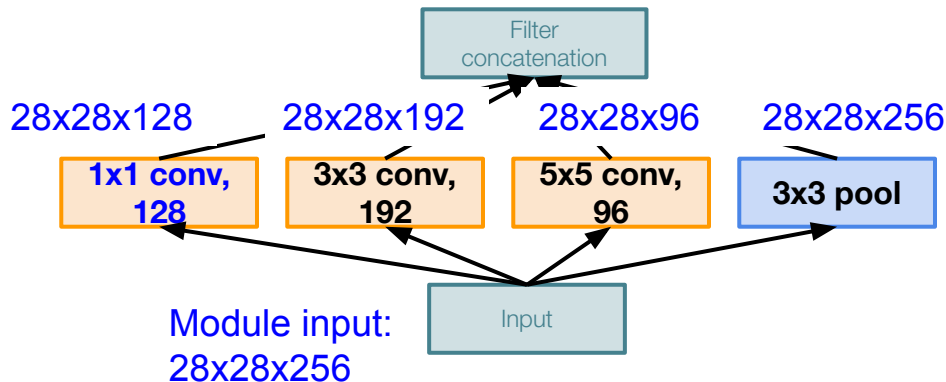 Filter
concatenation
28x28x128
28x28x192
28x28x96
28x28x256
1x1 conv,
128
3x3 conv,
192
5x5 conv,
96
3x3 pool
Input
Module input:
28x28x256